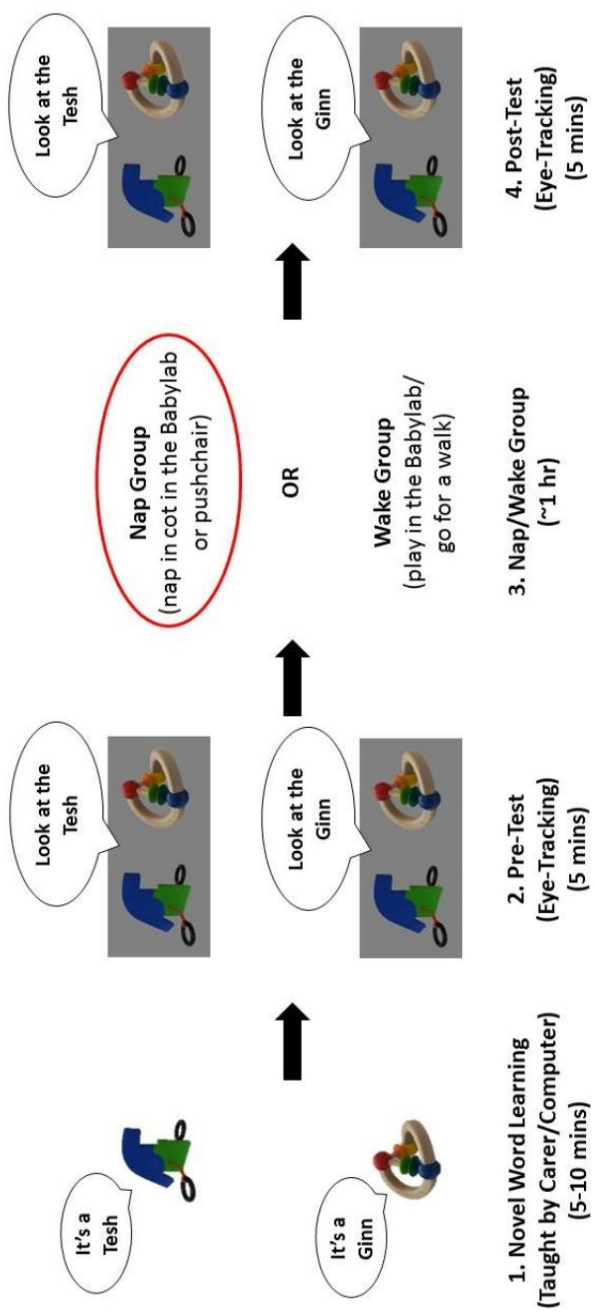 It's a
Tesh
It's a
Ginn
1. Novel Word Learning
(Taught by Carer/Computer)
(5-10 mins)
Look at the
Tesh
Look at the
Ginn
2. Pre-Test
(Eye-Tracking)
(5 mins)
Nap Group
(nap in cot in the Babylab
or pushchair)
OR
Wake Group
(play in the Babylab/
go for a walk)
3. Nap/Wake Group
(~1 hr)
Look at the
Tesh
Look at the
Ginn
4. Post-Test
(Eye-Tracking)
(5 mins)